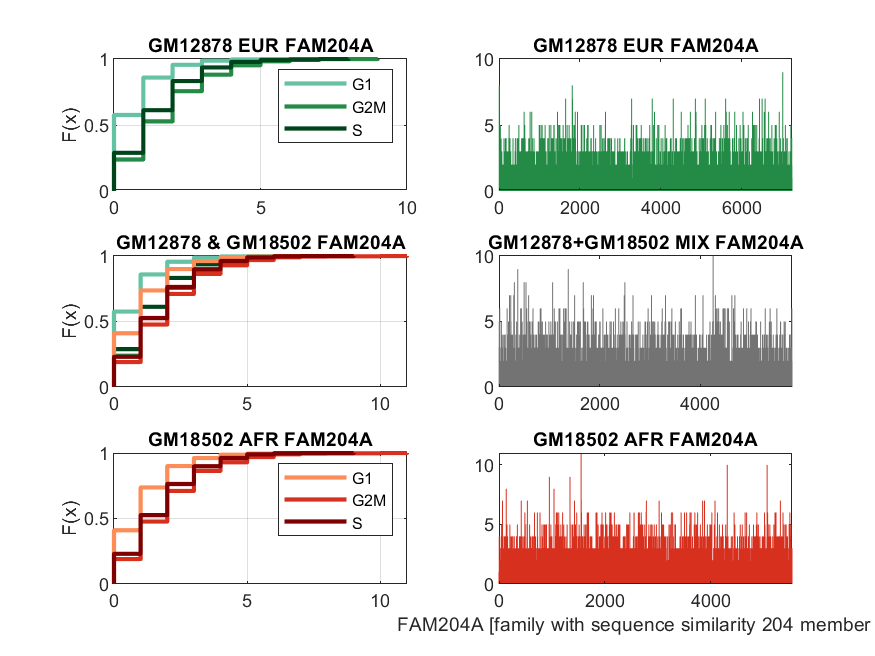 GM12878 EUR FAM204A
F(x)
1
0.5
0
0 5 10
G1
G2M
S
GM12878 EUR FAM204A
10
5
0
0 2000 4000 6000
GM12878 & GM18502 FAM204A
F(x)
1
0.5
0
0 5 10
GM12878+GM18502 MIX FAM204A
10
5
0
0 2000 4000
GM18502 AFR FAM204A
F(x)
1
0.5
0
0 5 10
G1
G2M
S
GM18502 AFR FAM204A
10
5
0
0 2000 4000
FAM204A [family with sequence similarity 204 member